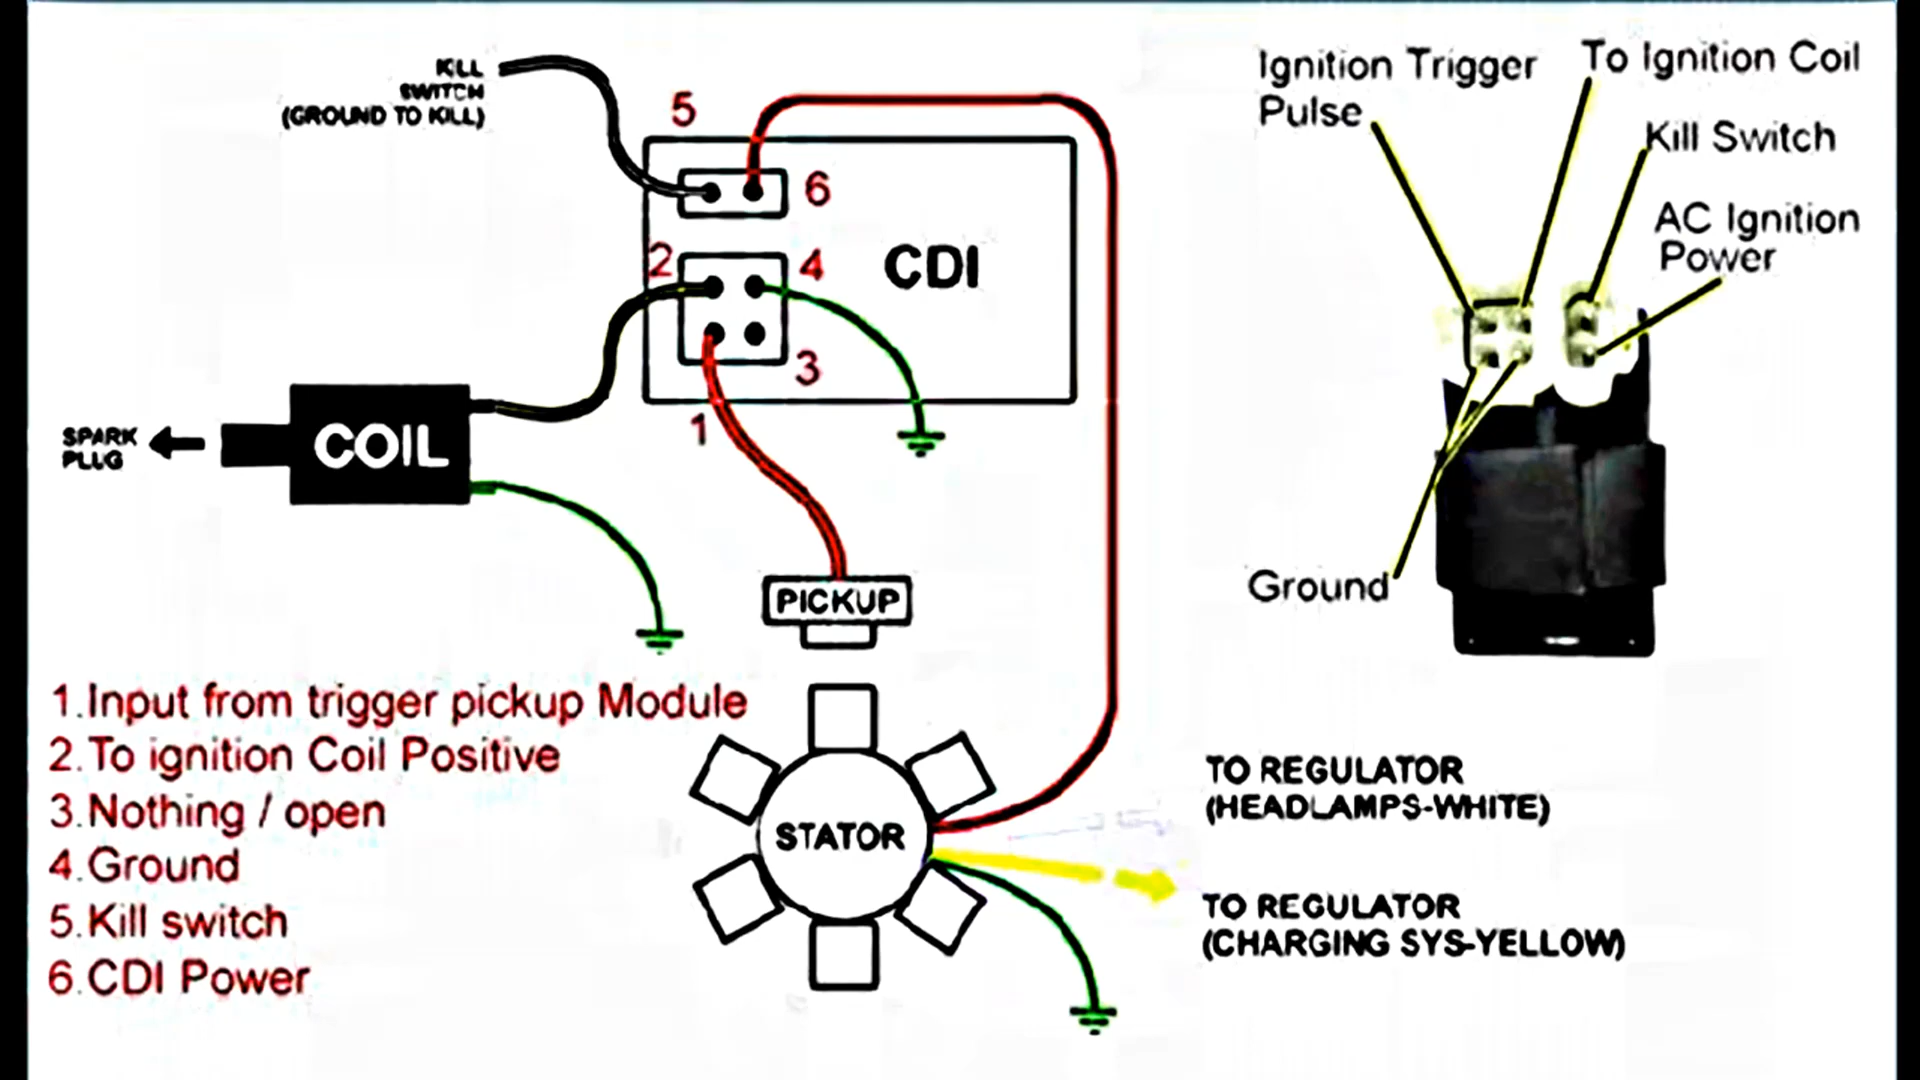 KILL
SWITCH
(GROUND TO KILL)
5
6
2
4
CDI
3
1
SPARK
PLUG
COIL
PICKUP
STATOR
1.Input from trigger pickup Module
2.To ignition Coil Positive
3.Nothing / open
4.Ground
5.Kill switch
6.CDI Power
TO REGULATOR
(HEADLAMPS-WHITE)
TO REGULATOR
(CHARGING SYS-YELLOW)
Ignition Trigger
Pulse
To Ignition Coil
Kill Switch
AC Ignition
Power
Ground